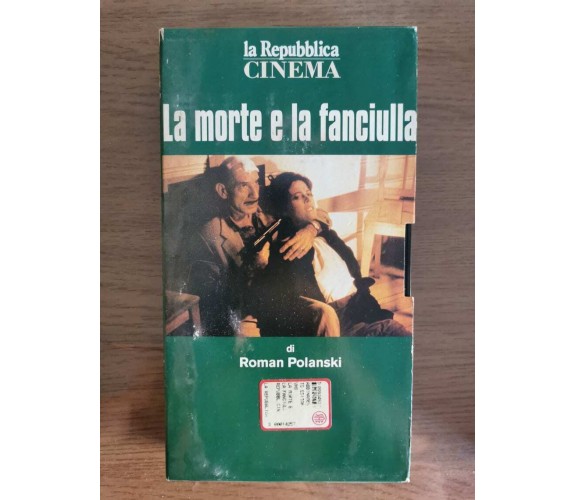 la Repubblica
CINEMA
La morte e la fanciulla
di
Roman Polanski